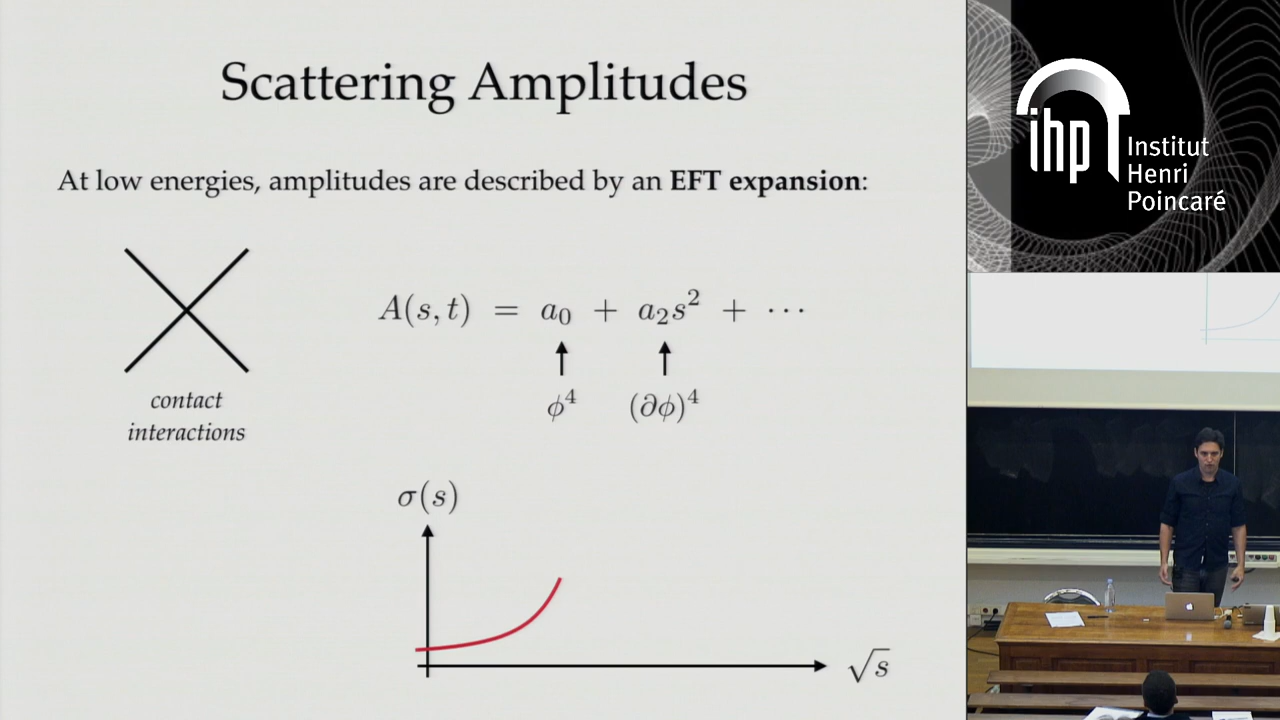 Scattering Amplitudes
At low energies, amplitudes are described by an EFT expansion:
A(s, t) = a₀ + a₂s² + ⋯
ϕ⁴ (∂ϕ)⁴
contact
interactions
σ(s)
√s
ihp Institut
Henri
Poincaré